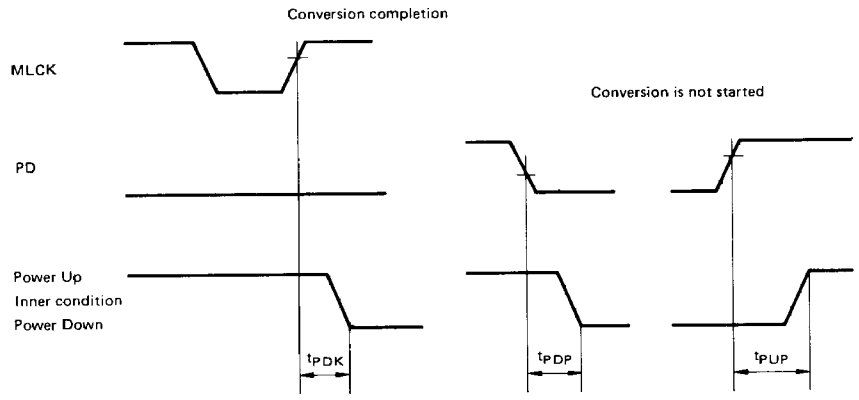 Conversion completion
MLCK
Conversion is not started
PD
Power Up
Inner condition
Power Down
tPDK
tPDP
tPUP